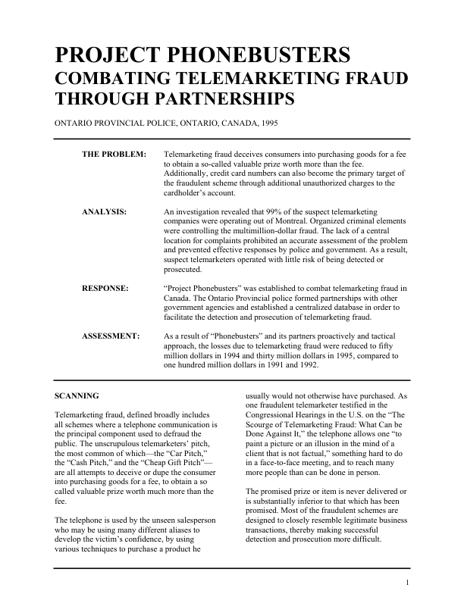 PROJECT PHONEBUSTERS
COMBATING TELEMARKETING FRAUD
THROUGH PARTNERSHIPS
ONTARIO PROVINCIAL POLICE, ONTARIO, CANADA, 1995
THE PROBLEM:
Telemarketing fraud deceives consumers into purchasing goods for a fee
to obtain a so-called valuable prize worth more than the fee.
Additionally, credit card numbers can also become the primary target of
the fraudulent scheme through additional unauthorized charges to the
cardholder’s account.
ANALYSIS:
An investigation revealed that 99% of the suspect telemarketing
companies were operating out of Montreal. Organized criminal elements
were controlling the multimillion-dollar fraud. The lack of a central
location for complaints prohibited an accurate assessment of the problem
and prevented effective responses by police and government. As a result,
suspect telemarketers operated with little risk of being detected or
prosecuted.
RESPONSE:
“Project Phonebusters” was established to combat telemarketing fraud in
Canada. The Ontario Provincial police formed partnerships with other
government agencies and established a centralized database in order to
facilitate the detection and prosecution of telemarketing fraud.
ASSESSMENT:
As a result of “Phonebusters” and its partners proactively and tactical
approach, the losses due to telemarketing fraud were reduced to fifty
million dollars in 1994 and thirty million dollars in 1995, compared to
one hundred million dollars in 1991 and 1992.
SCANNING
Telemarketing fraud, defined broadly includes
all schemes where a telephone communication is
the principal component used to defraud the
public. The unscrupulous telemarketers’ pitch,
the most common of which—the “Car Pitch,”
the “Cash Pitch,” and the “Cheap Gift Pitch”—
are all attempts to deceive or dupe the consumer
into purchasing goods for a fee, to obtain a so
called valuable prize worth much more than the
fee.
The telephone is used by the unseen salesperson
who may be using many different aliases to
develop the victim’s confidence, by using
various techniques to purchase a product he
usually would not otherwise have purchased. As
one fraudulent telemarketer testified in the
Congressional Hearings in the U.S. on the “The
Scourge of Telemarketing Fraud: What Can be
Done Against It,” the telephone allows one “to
paint a picture or an illusion in the mind of a
client that is not factual,” something hard to do
in a face-to-face meeting, and to reach many
more people than can be done in person.
The promised prize or item is never delivered or
is substantially inferior to that which has been
promised. Most of the fraudulent schemes are
designed to closely resemble legitimate business
transactions, thereby making successful
detection and prosecution more difficult.
1